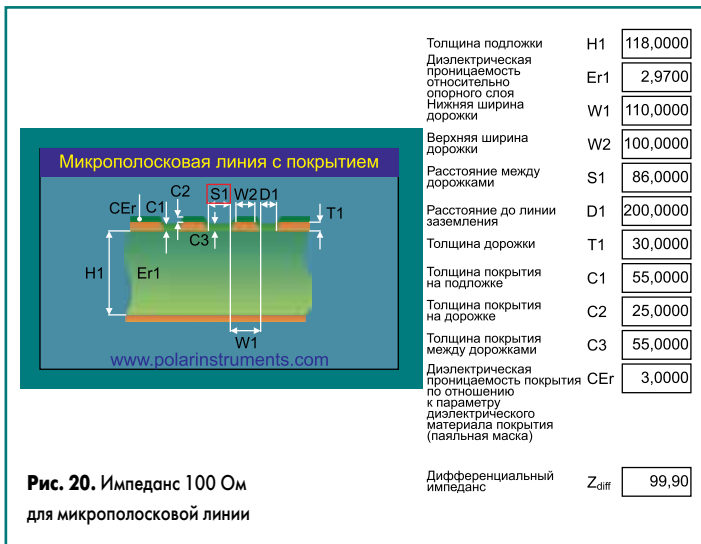 Микрополосковая линия с покрытием
C2
S1
W2
D1
CEr
C1
T1
C3
H1
Er1
W1
www.polarinstruments.com
Толщина подложки H1 118,0000
Диэлектрическая
проницаемость
относительно Er1 2,9700
опорного слоя
Нижняя ширина
дорожки W1 110,0000
Верхняя ширина
дорожки W2 100,0000
Расстояние между
дорожками S1 86,0000
Расстояние до линии
заземления D1 200,0000
Толщина дорожки T1 30,0000
Толщина покрытия
на подложке C1 55,0000
Толщина покрытия
на дорожке C2 25,0000
Толщина покрытия
между дорожками C3 55,0000
Диэлектрическая
проницаемость покрытия CEr 3,0000
по отношению
к параметру
диэлектрического
материала покрытия
(паяльная маска)
Дифференциальный
импеданс Zdiff 99,90
Рис. 20. Импеданс 100 Ом
для микрополосковой линии